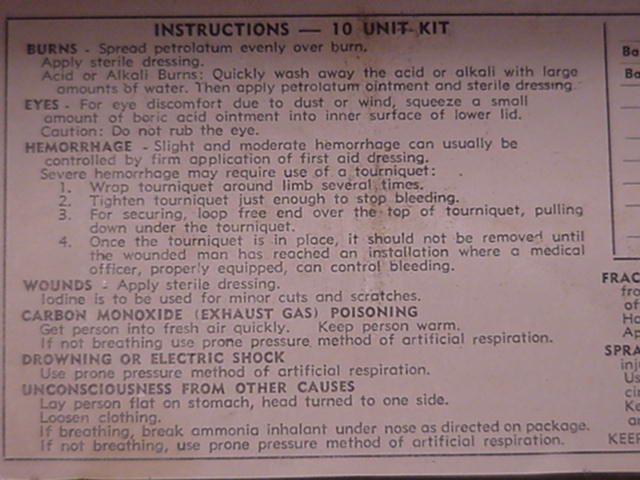 INSTRUCTIONS — 10 UNIT KIT
BURNS - Spread petrolatum evenly over burn.
Apply sterile dressing.
Acid or Alkali Burns: Quickly wash away the acid or alkali with large
amounts of water. Then apply petrolatum ointment and sterile dressing.
EYES - For eye discomfort due to dust or wind, squeeze a small
amount of boric acid ointment into inner surface of lower lid.
Caution: Do not rub the eye.
HEMORRHAGE - Slight and moderate hemorrhage can usually be
controlled by firm application of first aid dressing.
Severe hemorrhage may require use of a tourniquet:
1. Wrap tourniquet around limb several times.
2. Tighten tourniquet just enough to stop bleeding.
3. For securing, loop free end over the top of tourniquet, pulling
down under the tourniquet.
4. Once the tourniquet is in place, it should not be removed until
the wounded man has reached an installation where a medical
officer, properly equipped, can control bleeding.
WOUNDS - Apply sterile dressing.
Iodine is to be used for minor cuts and scratches.
CARBON MONOXIDE (EXHAUST GAS) POISONING
Get person into fresh air quickly. Keep person warm.
If not breathing use prone pressure method of artificial respiration.
DROWNING OR ELECTRIC SHOCK
Use prone pressure method of artificial respiration.
UNCONSCIOUSNESS FROM OTHER CAUSES
Lay person flat on stomach, head turned to one side.
Loosen clothing.
If breathing, break ammonia inhalant under nose as directed on package.
If not breathing, use prone pressure method of artificial respiration.
Ba
Ba
FRAC
fro
of
Ho
Ap
SPRA
inj
Us
ci
Ke
a
KEEP